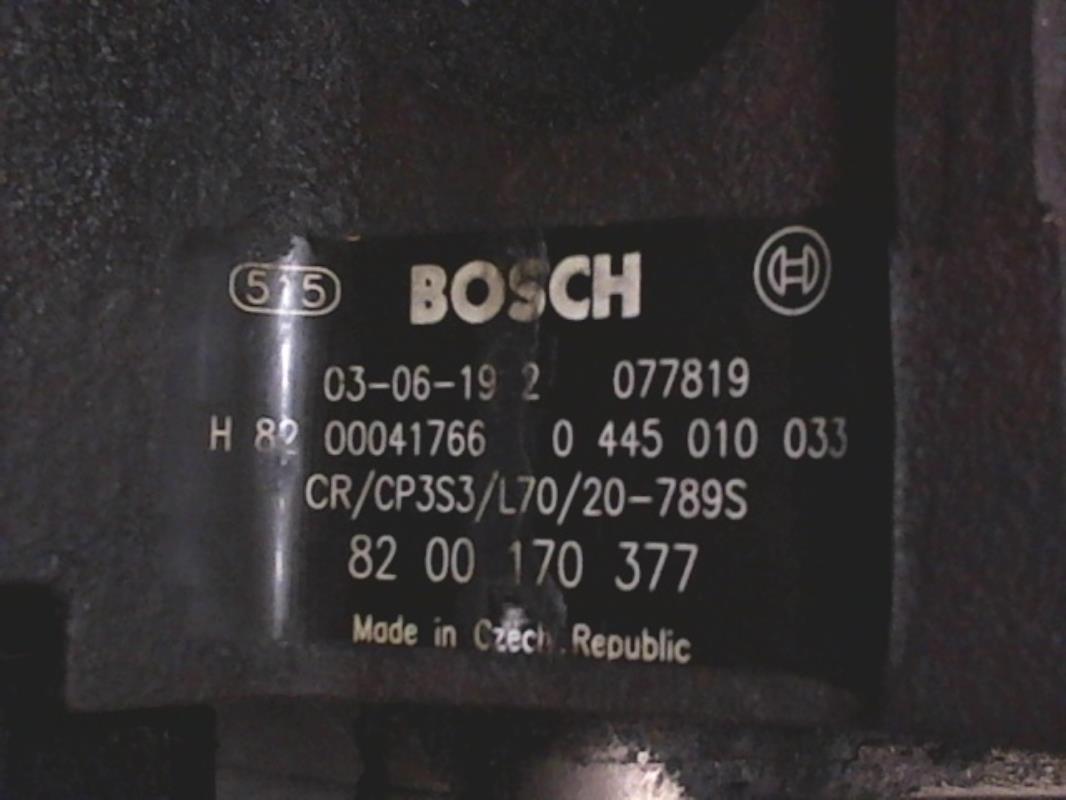 515 BOSCH
03-06-19 2 077819
H 82 00041766 0 445 010 033
CR/CP3S3/L70/20-789S
82 00 170 377
Made in Czech Republic